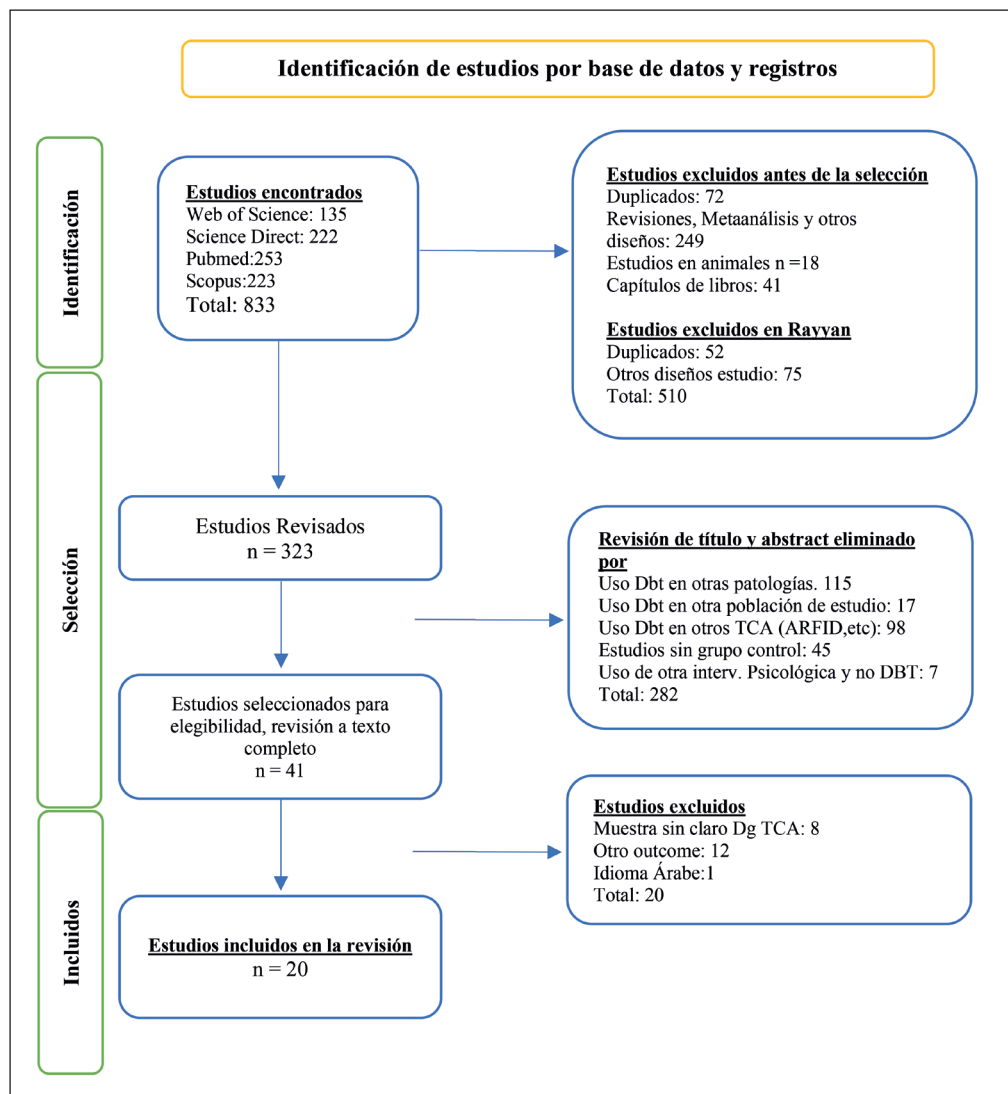 Identificación de estudios por base de datos y registros
Identificación
Estudios encontrados
Web of Science: 135
Science Direct: 222
Pubmed:253
Scopus:223
Total: 833
Estudios excluidos antes de la selección
Duplicados: 72
Revisiones, Metaanálisis y otros
diseños: 249
Estudios en animales n =18
Capítulos de libros: 41
Estudios excluidos en Rayyan
Duplicados: 52
Otros diseños estudio: 75
Total: 510
Selección
Estudios Revisados
n = 323
Revisión de título y abstract eliminado
por
Uso Dbt en otras patologías. 115
Uso Dbt en otra población de estudio: 17
Uso Dbt en otros TCA (ARFID,etc): 98
Estudios sin grupo control: 45
Uso de otra interv. Psicológica y no DBT: 7
Total: 282
Estudios seleccionados para
elegibilidad, revisión a texto
completo
n = 41
Incluidos
Estudios excluidos
Muestra sin claro Dg TCA: 8
Otro outcome: 12
Idioma Árabe:1
Total: 20
Estudios incluidos en la revisión
n = 20